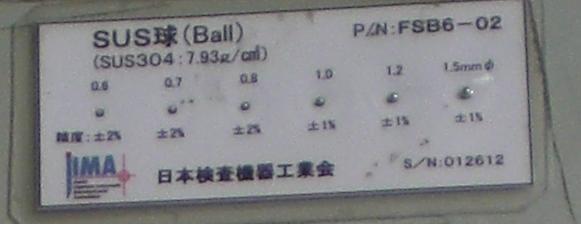 SUS球(Ball)
P/N:FSB6-02
(SUS304:7.93g/c㎡)
0.6 0.7 0.8 1.0 1.2 1.5mmφ
精度:±2% ±2% ±2% ±1% ±1% ±1%
JIMA
日本検査機器工業会
S/N:012612